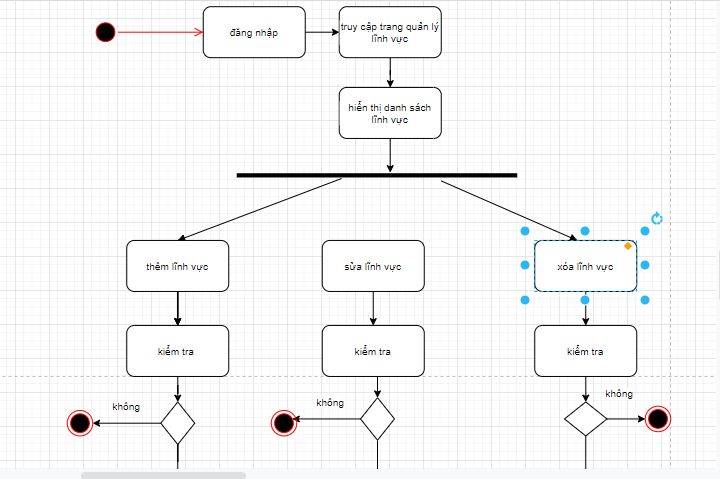 đăng nhập
truy cập trang quản lý
lĩnh vực
hiển thị danh sách
lĩnh vực
thêm lĩnh vực
sửa lĩnh vực
xóa lĩnh vực
kiểm tra
kiểm tra
kiểm tra
không
không
không